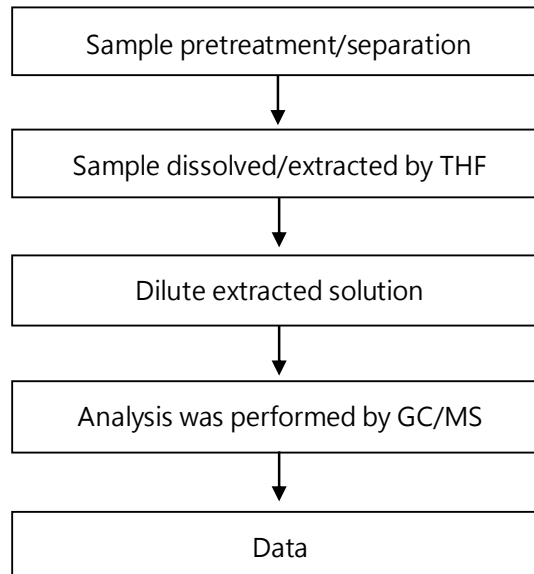 Sample pretreatment/separation
Sample dissolved/extracted by THF
Dilute extracted solution
Analysis was performed by GC/MS
Data